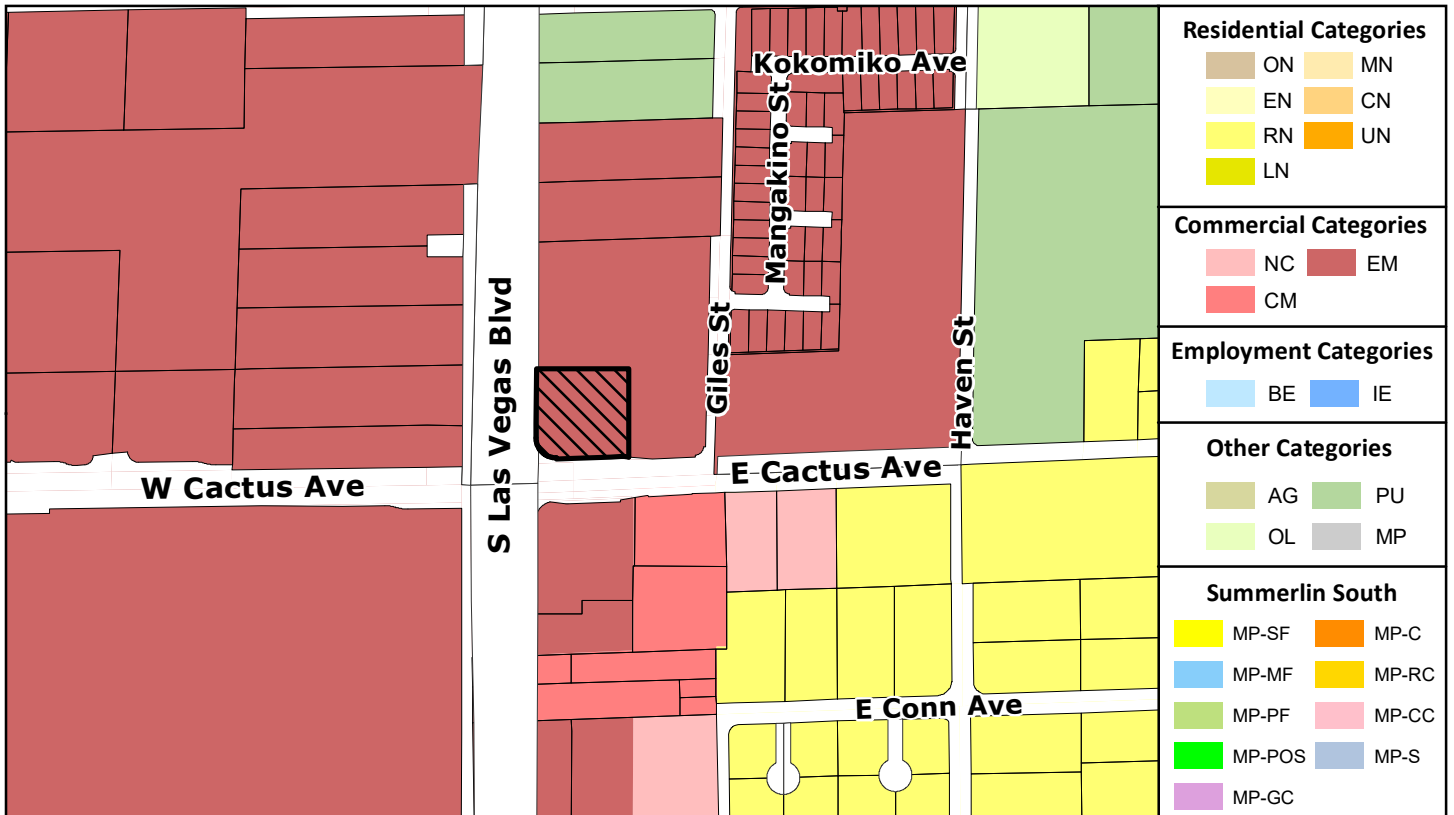 Kokomiko Ave
Mangakino St
S Las Vegas Blvd
Giles St
Haven St
W Cactus Ave
E Cactus Ave
E Conn Ave
Residential Categories
ON MN
EN CN
RN UN
LN
Commercial Categories
NC EM
CM
Employment Categories
BE IE
Other Categories
AG PU
OL MP
Summerlin South
MP-SF MP-C
MP-MF MP-RC
MP-PF MP-CC
MP-POS MP-S
MP-GC